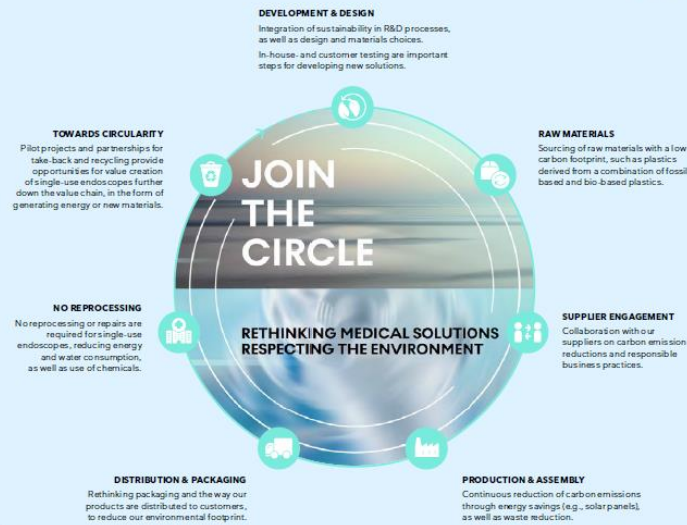 DEVELOPMENT & DESIGN
Integration of sustainability in R&D processes,
as well as design and materials choices.
In-house- and customer testing are important
steps for developing new solutions.
TOWARDS CIRCULARITY
Pilot projects and partnerships for
take-back and recycling provide
opportunities for value creation
of single-use endoscopes further
down the value chain, in the form of
generating energy or new materials.
RAW MATERIALS
Sourcing of raw materials with a low
carbon footprint, such as plastics
derived from a combination of fossil
based and bio-based plastics.
JOIN
THE
CIRCLE
RETHINKING MEDICAL SOLUTIONS
RESPECTING THE ENVIRONMENT
NO REPROCESSING
No reprocessing or repairs are
required for single-use
endoscopes, reducing energy
and water consumption,
as well as use of chemicals.
SUPPLIER ENGAGEMENT
Collaboration with our
suppliers on carbon emission
reductions and responsible
business practices.
DISTRIBUTION & PACKAGING
Rethinking packaging and the way our
products are distributed to customers,
to reduce our environmental footprint.
PRODUCTION & ASSEMBLY
Continuous reduction of carbon emissions
through energy savings (e.g., solar panels),
as well as waste reduction.